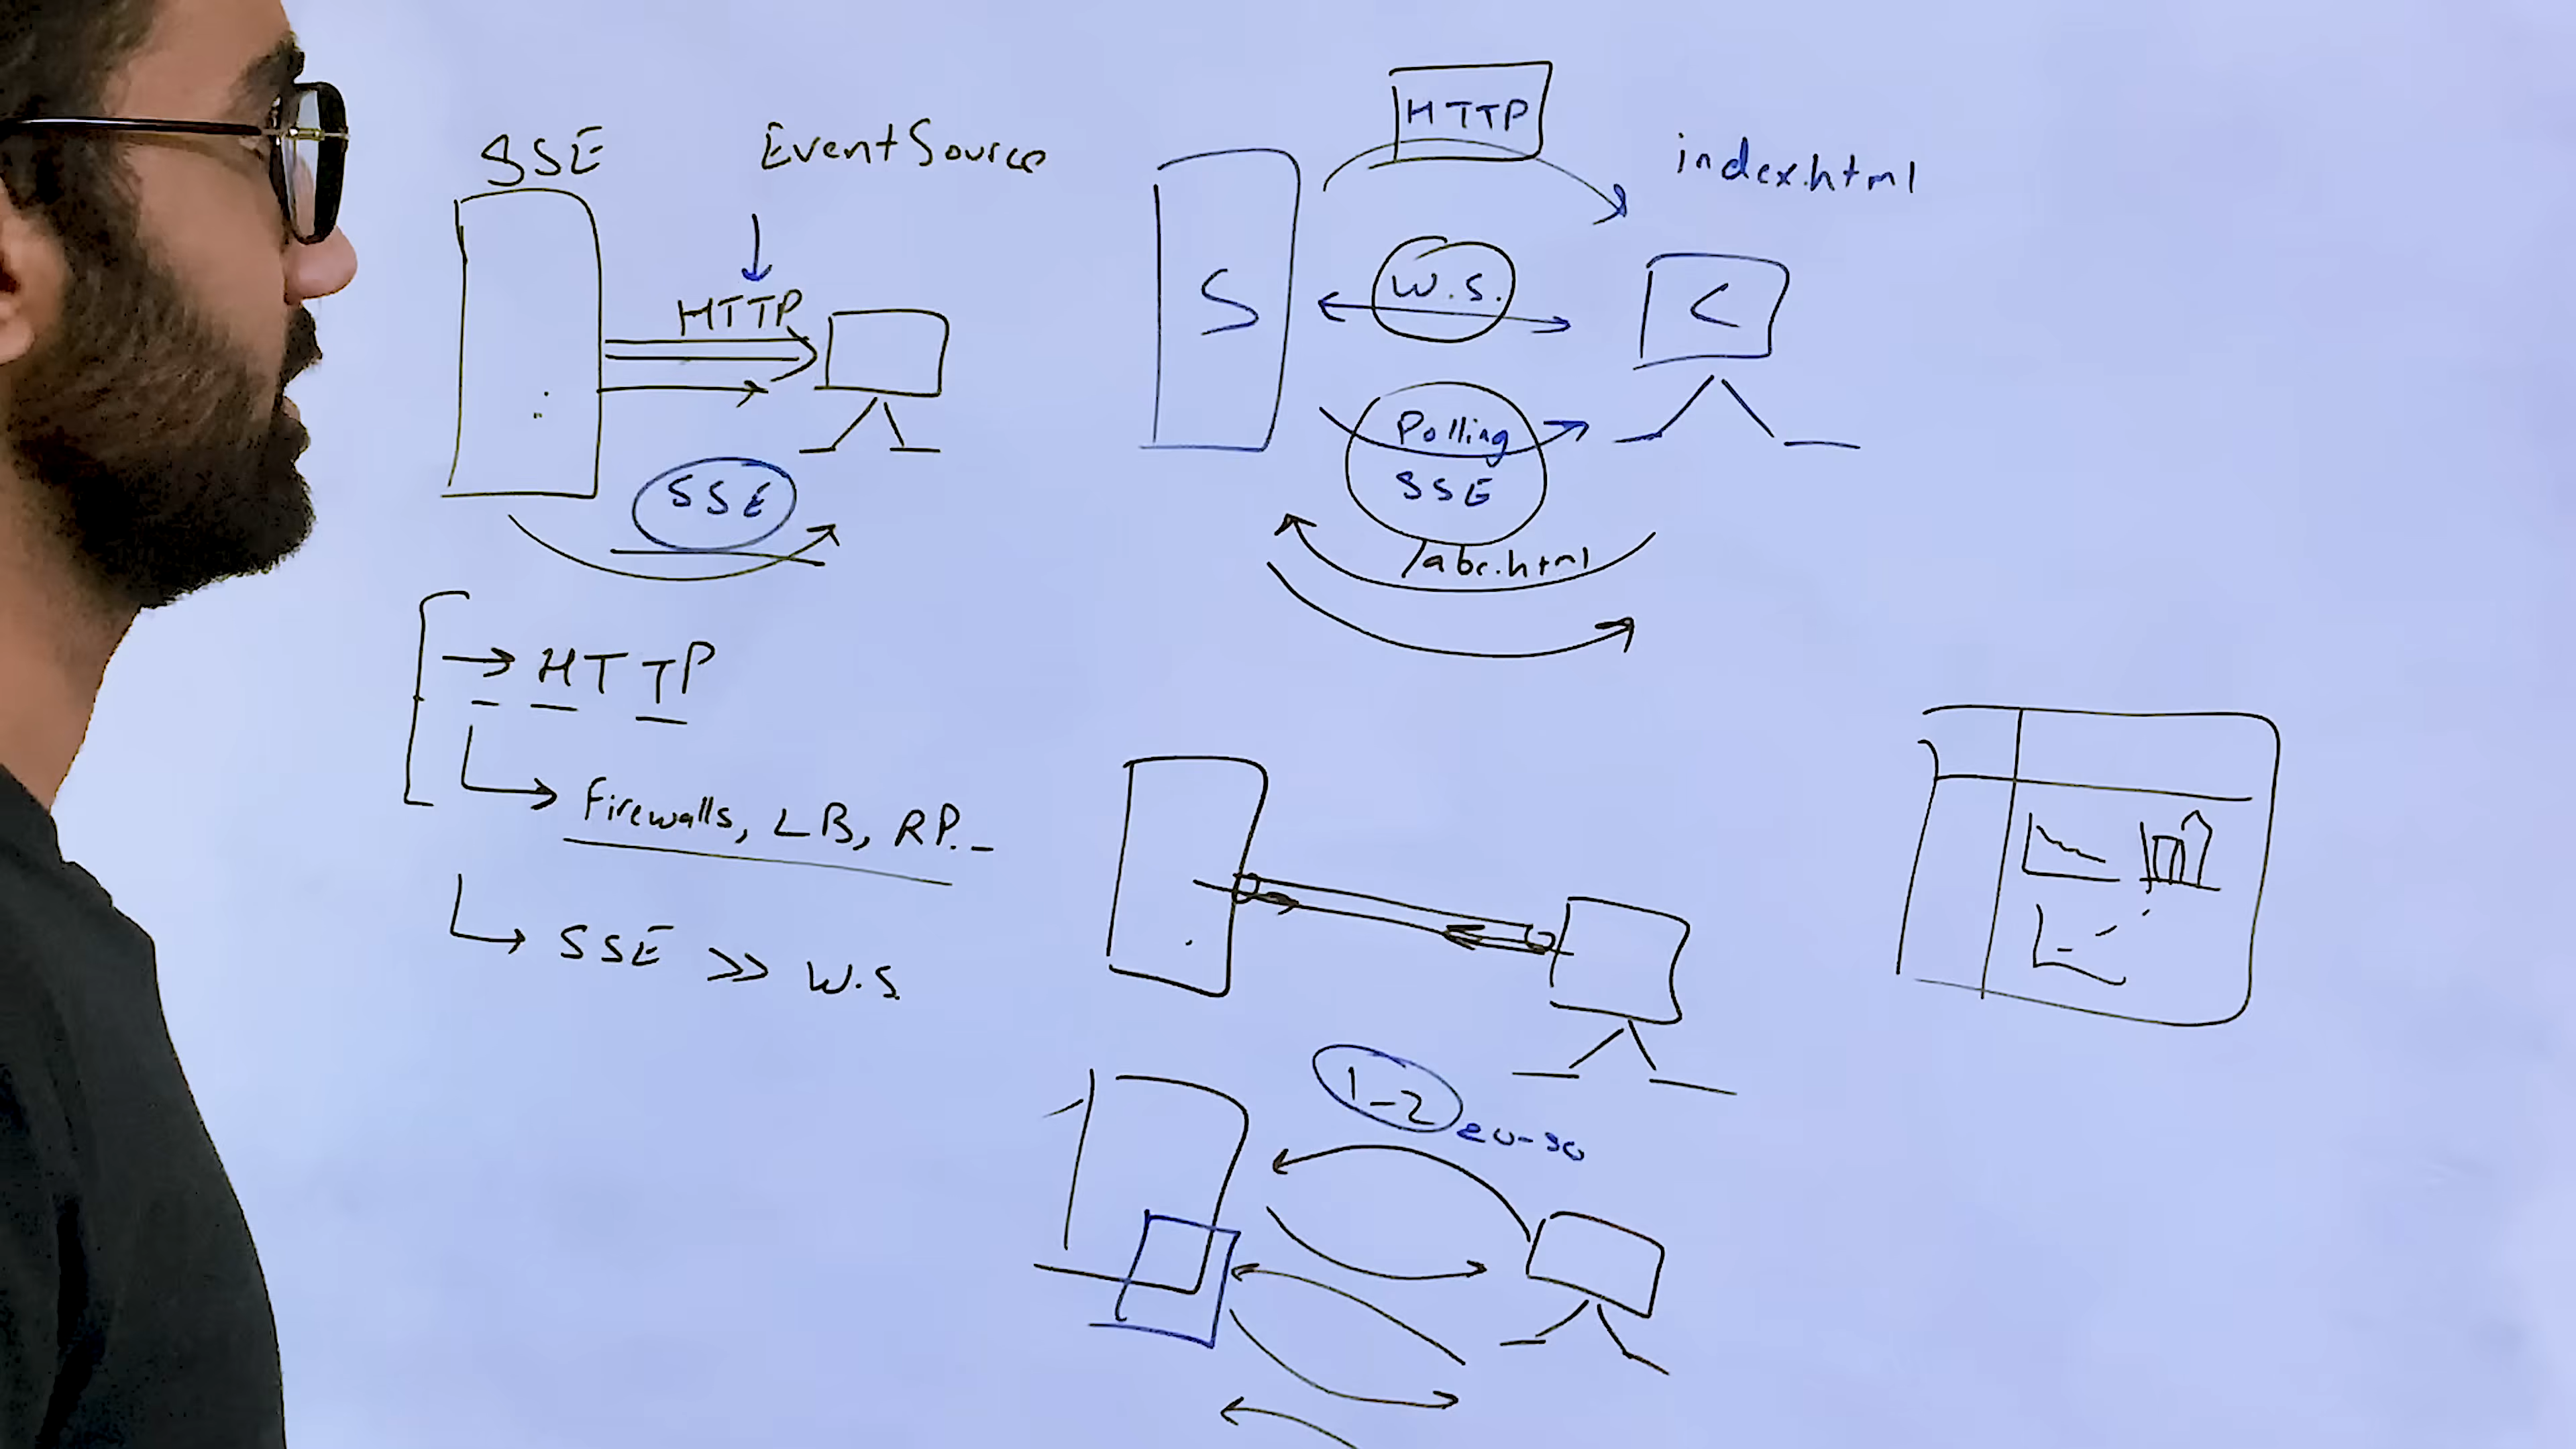 SSE
EventSource
HTTP
SSE
→ HTTP
Firewalls, LB, RP. _
SSE >> W.S.
HTTP
index.html
S
W.S.
C
Polling
SSE
/abc.html
1-2